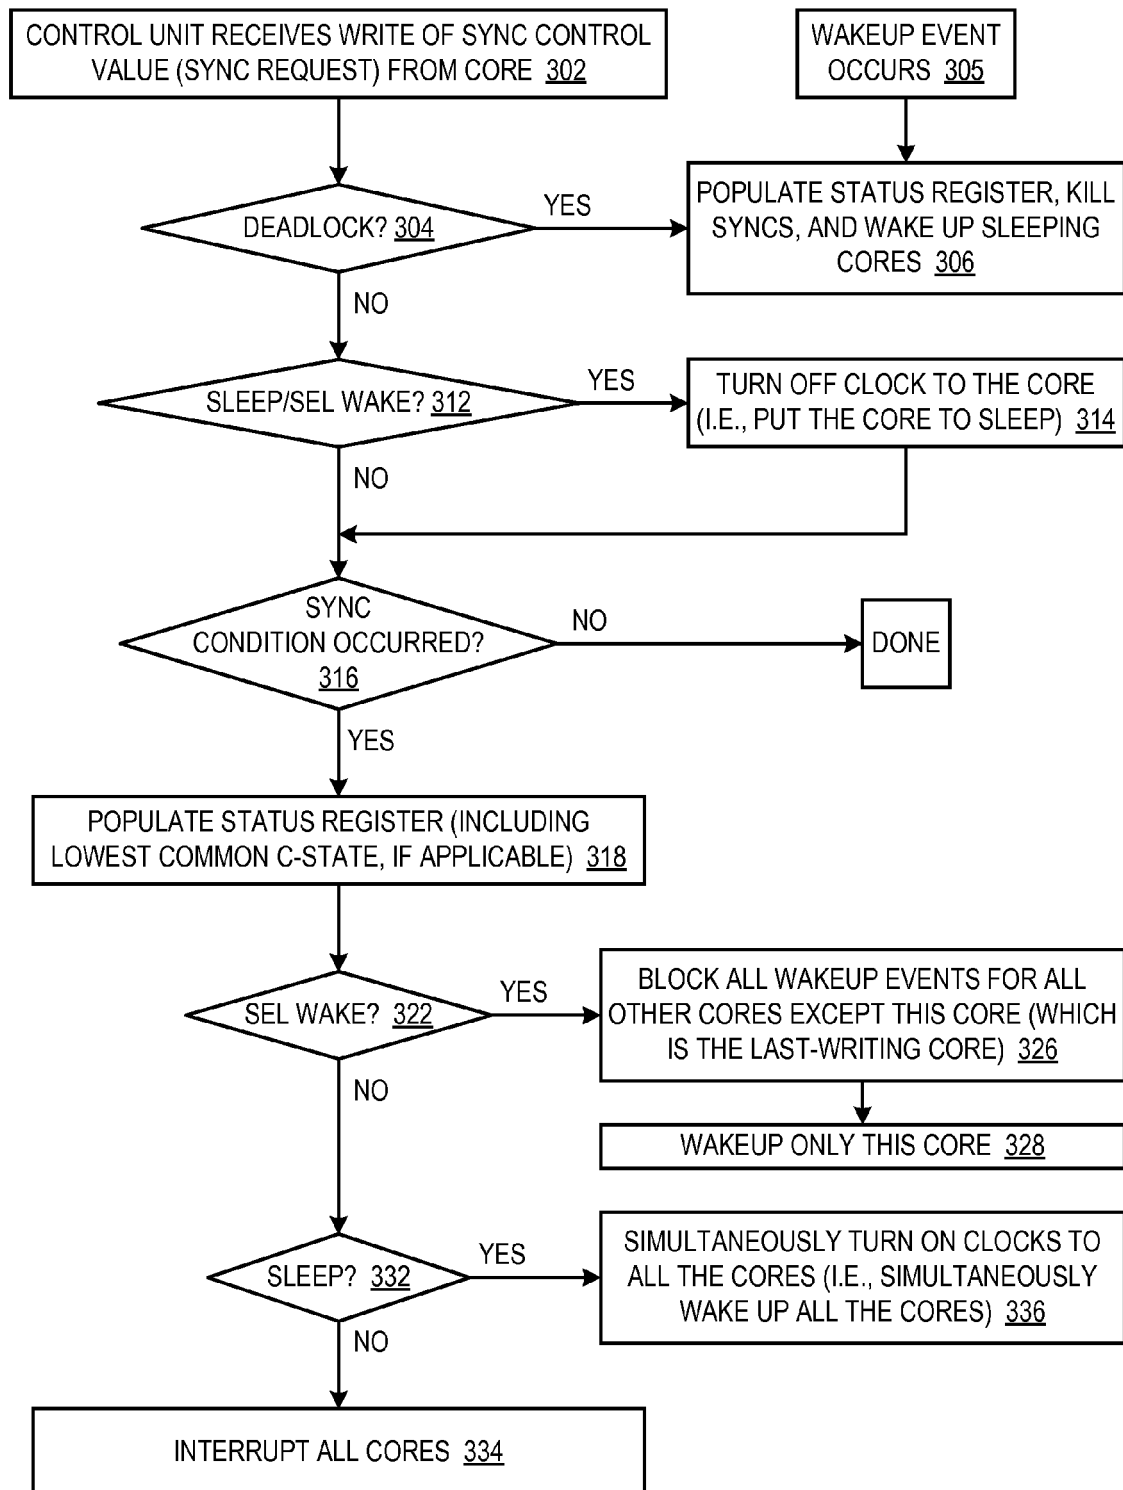 CONTROL UNIT RECEIVES WRITE OF SYNC CONTROL
VALUE (SYNC REQUEST) FROM CORE 302
WAKEUP EVENT
OCCURS 305
DEADLOCK? 304
YES
POPULATE STATUS REGISTER, KILL
SYNCS, AND WAKE UP SLEEPING
CORES 306
NO
SLEEP/SEL WAKE? 312
YES
TURN OFF CLOCK TO THE CORE
(I.E., PUT THE CORE TO SLEEP) 314
NO
SYNC
CONDITION OCCURRED?
316
NO
DONE
YES
POPULATE STATUS REGISTER (INCLUDING
LOWEST COMMON C-STATE, IF APPLICABLE) 318
SEL WAKE? 322
YES
BLOCK ALL WAKEUP EVENTS FOR ALL
OTHER CORES EXCEPT THIS CORE (WHICH
IS THE LAST-WRITING CORE) 326
NO
WAKEUP ONLY THIS CORE 328
SLEEP? 332
YES
SIMULTANEOUSLY TURN ON CLOCKS TO
ALL THE CORES (I.E., SIMULTANEOUSLY
WAKE UP ALL THE CORES) 336
NO
INTERRUPT ALL CORES 334